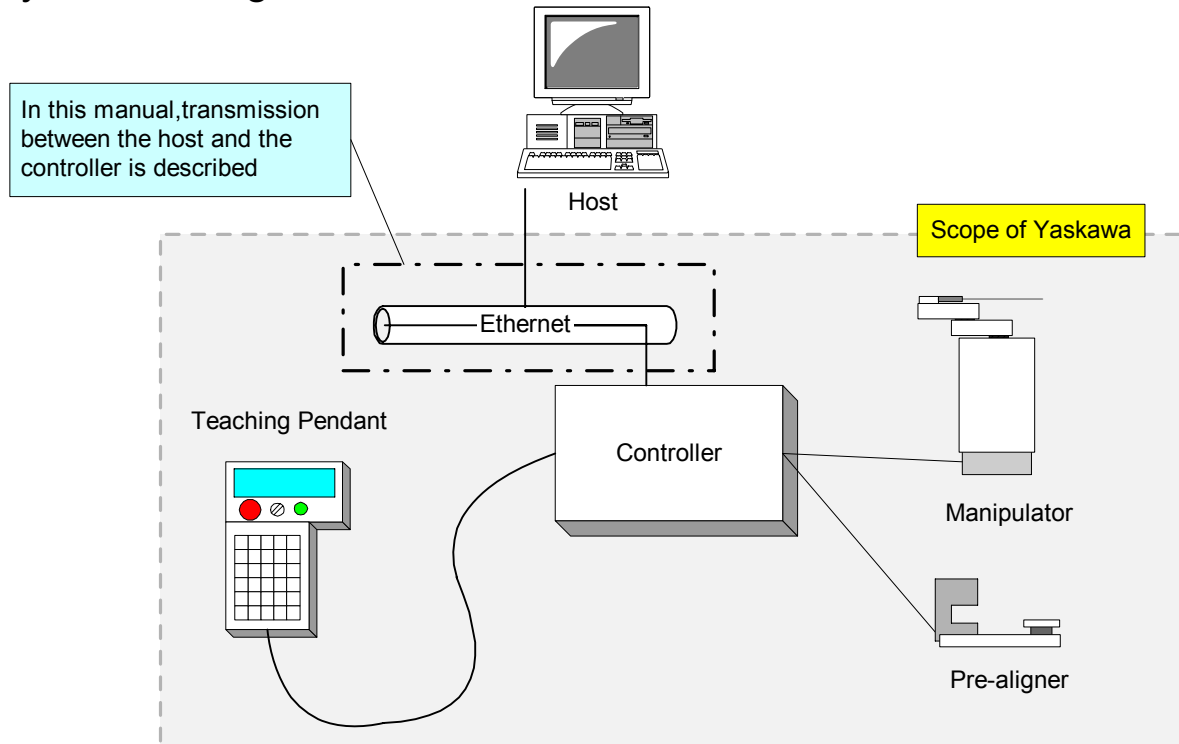 In this manual,transmission
between the host and the
controller is described
Host
Scope of Yaskawa
Ethernet
Teaching Pendant
Controller
Manipulator
Pre-aligner